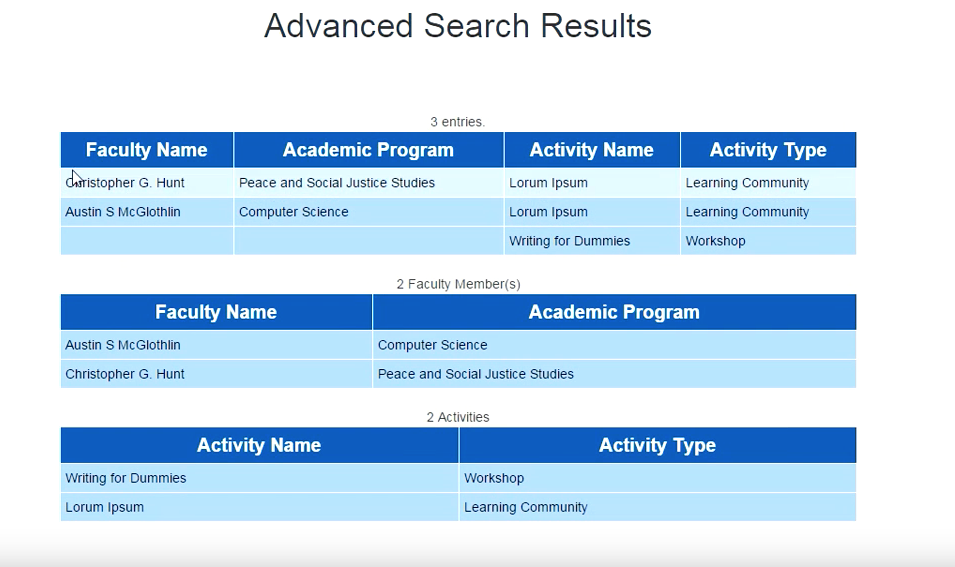 Advanced Search Results
3 entries.
Faculty Name Academic Program Activity Name Activity Type
Christopher G. Hunt Peace and Social Justice Studies Lorum Ipsum Learning Community
Austin S McGlothlin Computer Science Lorum Ipsum Learning Community
Writing for Dummies Workshop
2 Faculty Member(s)
Faculty Name Academic Program
Austin S McGlothlin Computer Science
Christopher G. Hunt Peace and Social Justice Studies
2 Activities
Activity Name Activity Type
Writing for Dummies Workshop
Lorum Ipsum Learning Community